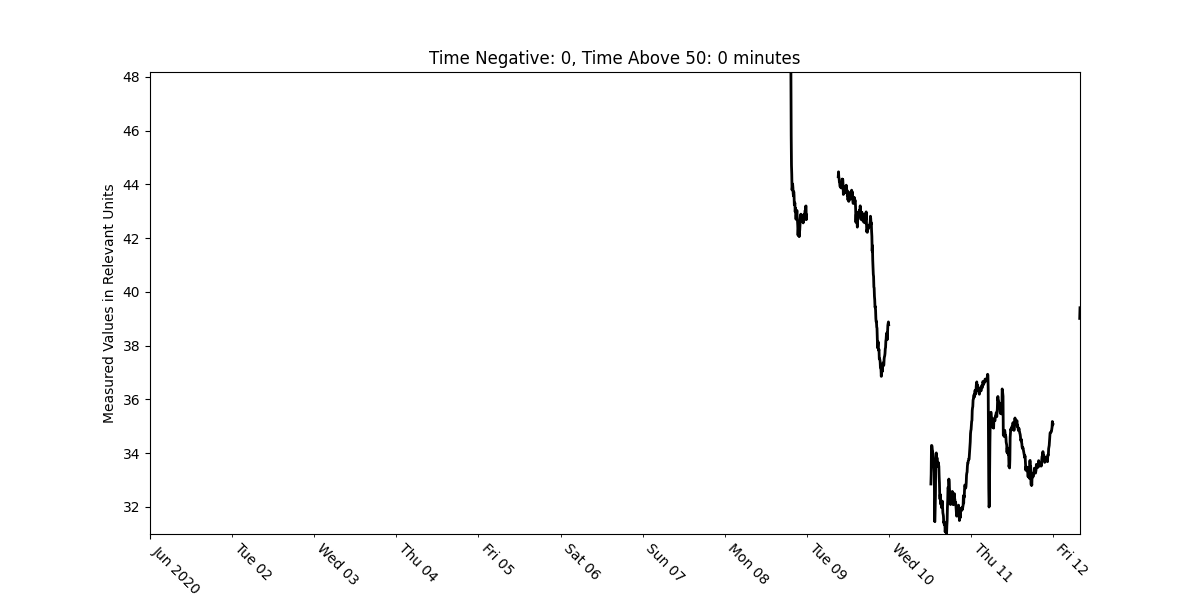 Time Negative: 0, Time Above 50: 0 minutes
Measured Values in Relevant Units
48
46
44
42
40
38
36
34
32
Jun 2020
Tue 02
Wed 03
Thu 04
Fri 05
Sat 06
Sun 07
Mon 08
Tue 09
Wed 10
Thu 11
Fri 12